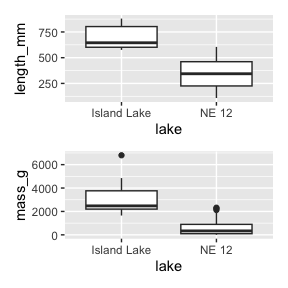 length_mm
750
500
250
Island Lake NE 12
lake
mass_g
6000
4000
2000
0
Island Lake NE 12
lake